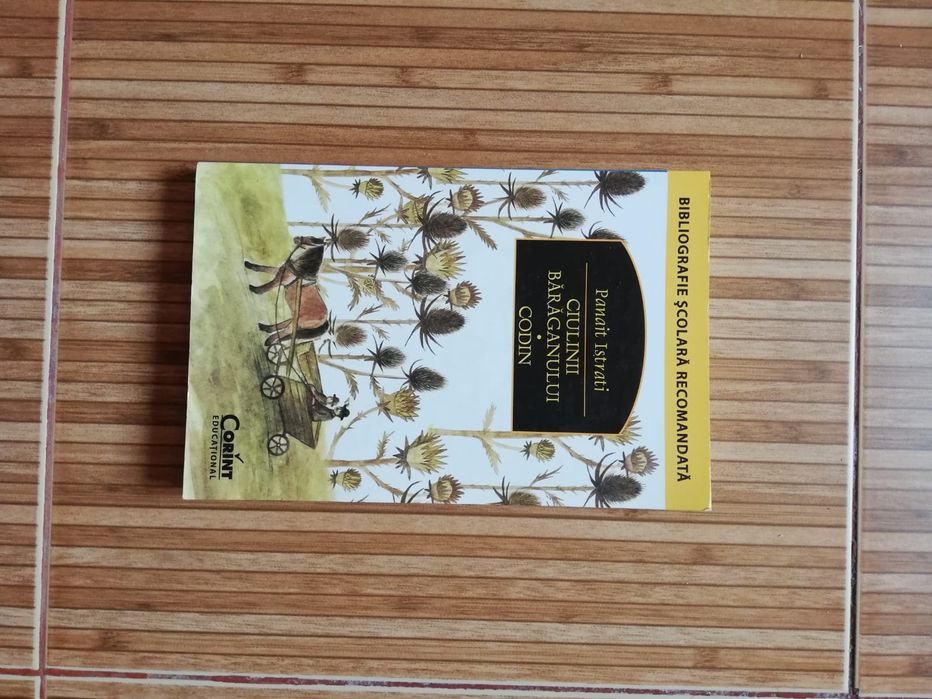 BIBLIOGRAFIE ȘCOLARĂ RECOMANDATĂ
Panait Istrati
CIULINII
BĂRĂGANULUI
•
CODIN
CORINT
EDUCAȚIONAL